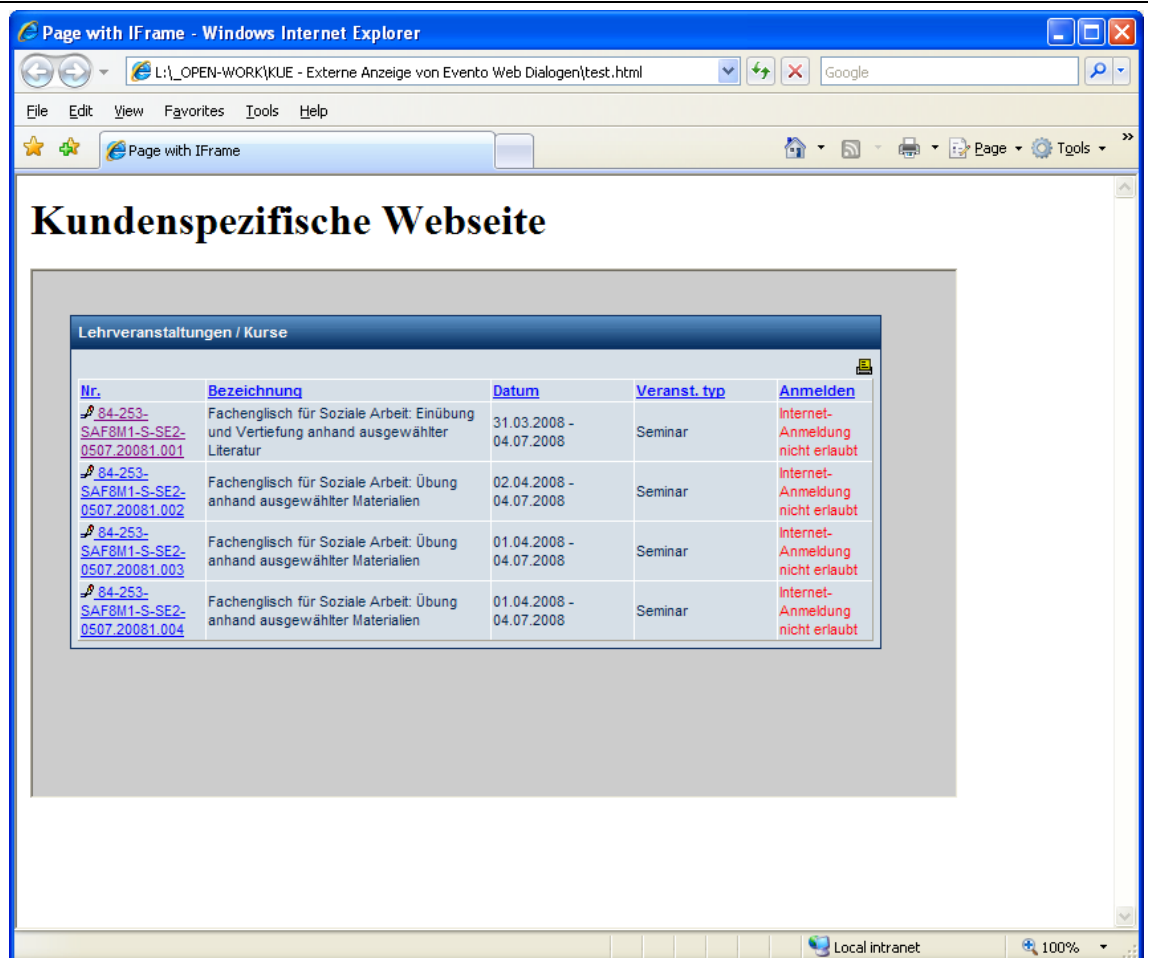 Page with IFrame - Windows Internet Explorer
L:\_OPEN-WORK\KUE - Externe Anzeige von Evento Web Dialogen\test.html
Google
File Edit View Favorites Tools Help
Page with IFrame
Page
Tools
»
Kundenspezifische Webseite
Lehrveranstaltungen / Kurse
Nr. Bezeichnung Datum Veranst. typ Anmelden
84-253-
SAF8M1-S-SE2-
0507.20081.001
Fachenglisch für Soziale Arbeit: Einübung
und Vertiefung anhand ausgewählter
Literatur
31.03.2008 -
04.07.2008
Seminar
Internet-
Anmeldung
nicht erlaubt
84-253-
SAF8M1-S-SE2-
0507.20081.002
Fachenglisch für Soziale Arbeit: Übung
anhand ausgewählter Materialien
02.04.2008 -
04.07.2008
Seminar
Internet-
Anmeldung
nicht erlaubt
84-253-
SAF8M1-S-SE2-
0507.20081.003
Fachenglisch für Soziale Arbeit: Übung
anhand ausgewählter Materialien
01.04.2008 -
04.07.2008
Seminar
Internet-
Anmeldung
nicht erlaubt
84-253-
SAF8M1-S-SE2-
0507.20081.004
Fachenglisch für Soziale Arbeit: Übung
anhand ausgewählter Materialien
01.04.2008 -
04.07.2008
Seminar
Internet-
Anmeldung
nicht erlaubt
Local intranet
100%